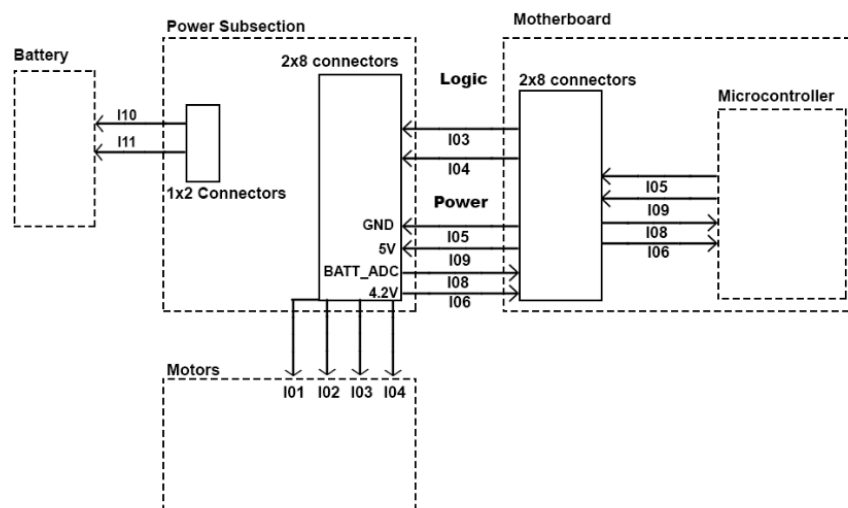 Power Subsection
Motherboard
Battery
2x8 connectors
Logic
2x8 connectors
Microcontroller
I10
I11
I03
I04
1x2 Connectors
Power
I05
I09
I08
I06
GND
I05
5V
I09
BATT_ADC
I08
4.2V
I06
Motors
I01 I02 I03 I04